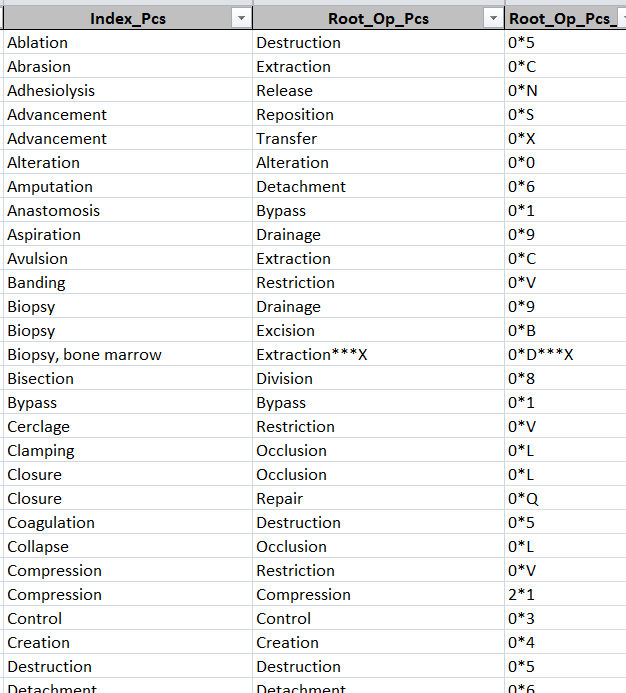 Index_Pcs Root_Op_Pcs Root_Op_Pcs_
Ablation Destruction 0*5
Abrasion Extraction 0*C
Adhesiolysis Release 0*N
Advancement Reposition 0*S
Advancement Transfer 0*X
Alteration Alteration 0*0
Amputation Detachment 0*6
Anastomosis Bypass 0*1
Aspiration Drainage 0*9
Avulsion Extraction 0*C
Banding Restriction 0*V
Biopsy Drainage 0*9
Biopsy Excision 0*B
Biopsy, bone marrow Extraction***X 0*D***X
Bisection Division 0*8
Bypass Bypass 0*1
Cerclage Restriction 0*V
Clamping Occlusion 0*L
Closure Occlusion 0*L
Closure Repair 0*Q
Coagulation Destruction 0*5
Collapse Occlusion 0*L
Compression Restriction 0*V
Compression Compression 2*1
Control Control 0*3
Creation Creation 0*4
Destruction Destruction 0*5
Detachment Detachment 0*6